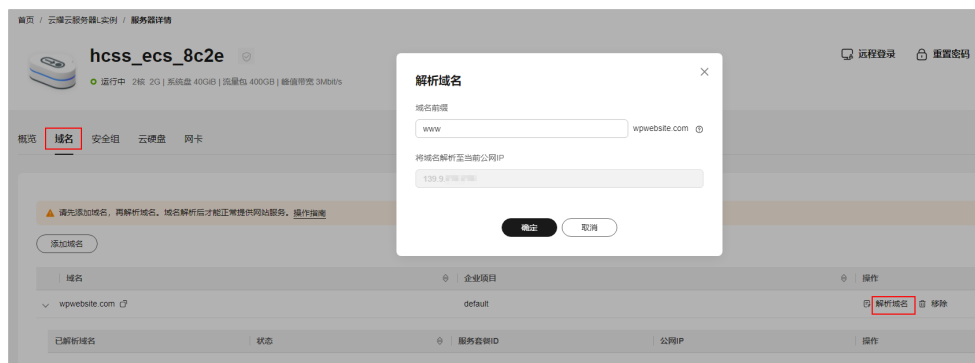 首页 / 云耀云服务器L实例 / 服务器详情
hcss_ecs_8c2e
运行中 2核 2G | 系统盘 40GiB | 流量包 400GB | 峰值带宽 3Mbit/s
远程登录 重置密码
概览 域名 安全组 云硬盘 网卡
解析域名
域名前缀
www wpwebsite.com
将域名解析至当前公网IP
139.9.
确定 取消
请先添加域名，再解析域名。域名解析后才能正常提供网站服务。操作指南
添加域名
域名 企业项目 操作
wpwebsite.com default 解析域名 移除
已解析域名 状态 服务套餐ID 公网IP 操作